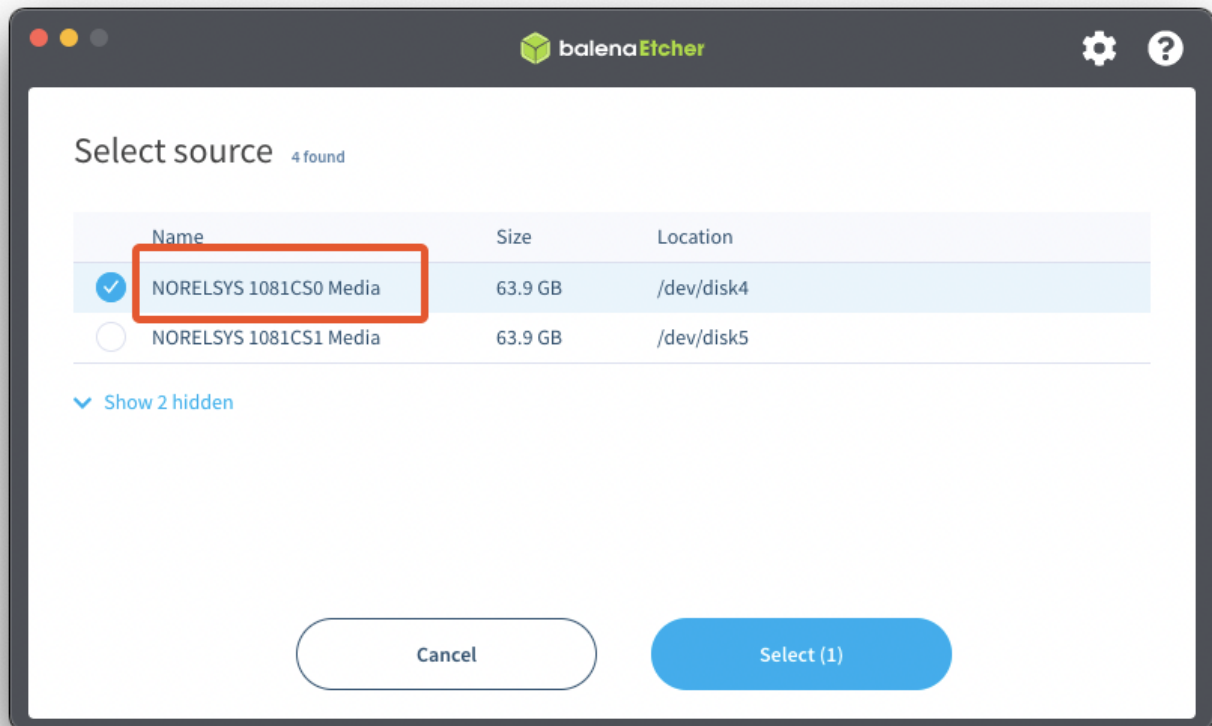 balenaEtcher
?
Select source 4 found
Name Size Location
NORELSYS 1081CS0 Media 63.9 GB /dev/disk4
NORELSYS 1081CS1 Media 63.9 GB /dev/disk5
Show 2 hidden
Cancel Select (1)